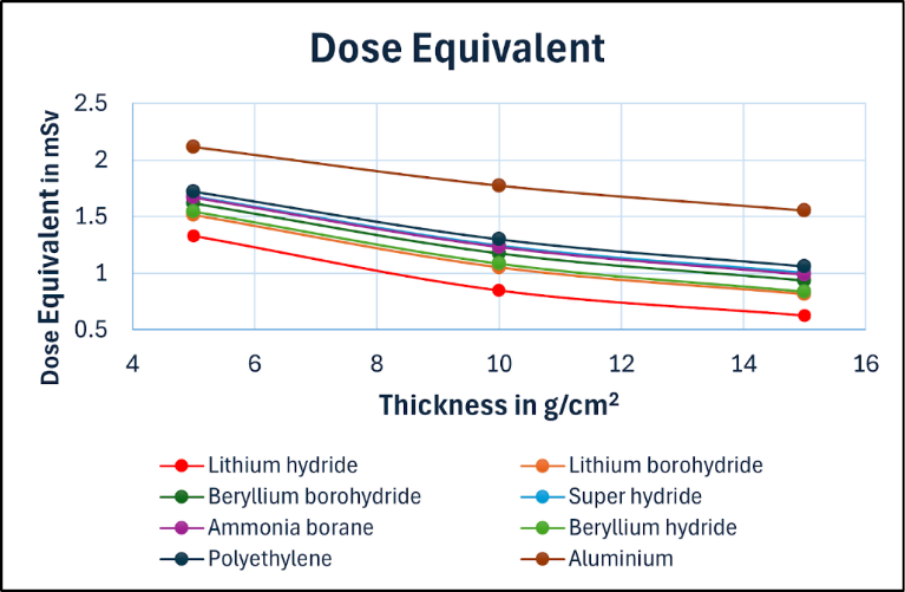 Dose Equivalent
Dose Equivalent in mSv
2.5
2
1.5
1
0.5
4 6 8 10 12 14 16
Thickness in g/cm²
Lithium hydride Lithium borohydride
Beryllium borohydride Super hydride
Ammonia borane Beryllium hydride
Polyethylene Aluminium